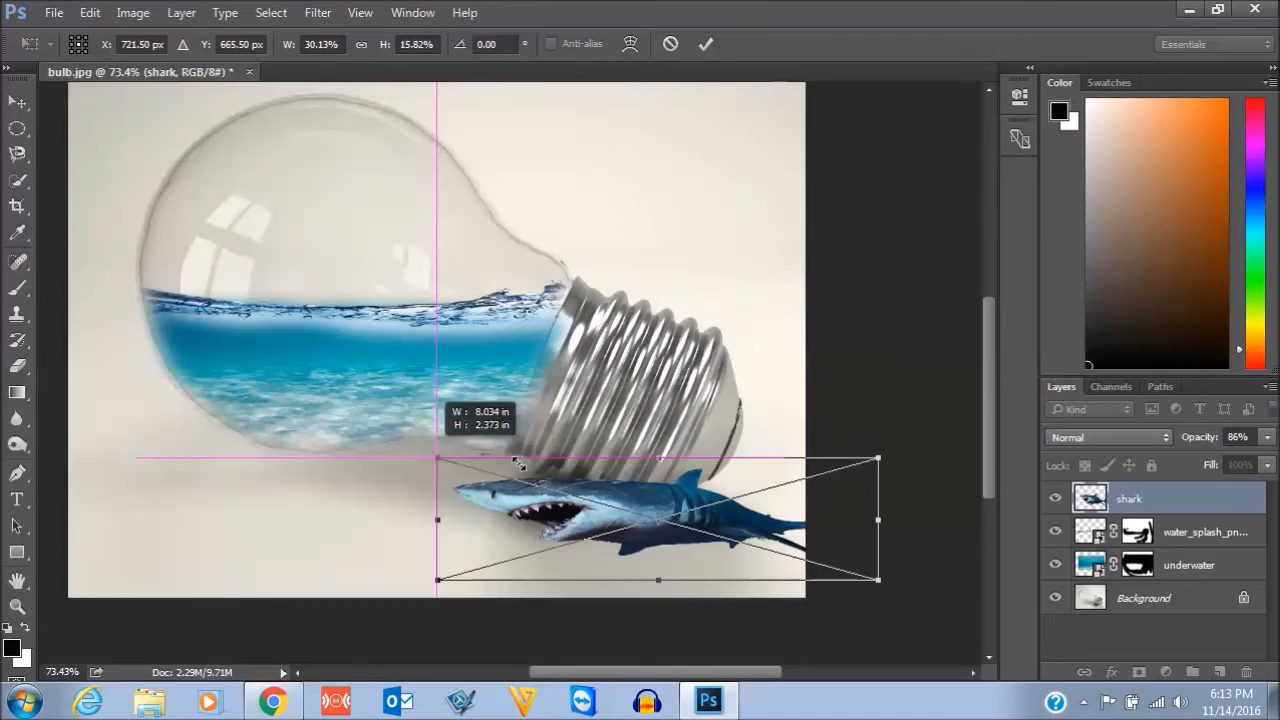 Ps File Edit Image Layer Type Select Filter View Window Help
X: 721.50 px Y: 665.50 px W: 30.13% H: 15.82% 0.00 ° Anti-alias Essentials
bulb.jpg @ 73.4% (shark, RGB/8#) * ×
Color Swatches
W : 8.034 in
H : 2.373 in
Layers Channels Paths
Kind
Normal Opacity: 86%
Lock: Fill: 100%
shark
water_splash_pn...
underwater
Background
73.43% Doc: 2.29M/9.71M
Ps
6:13 PM
11/14/2016